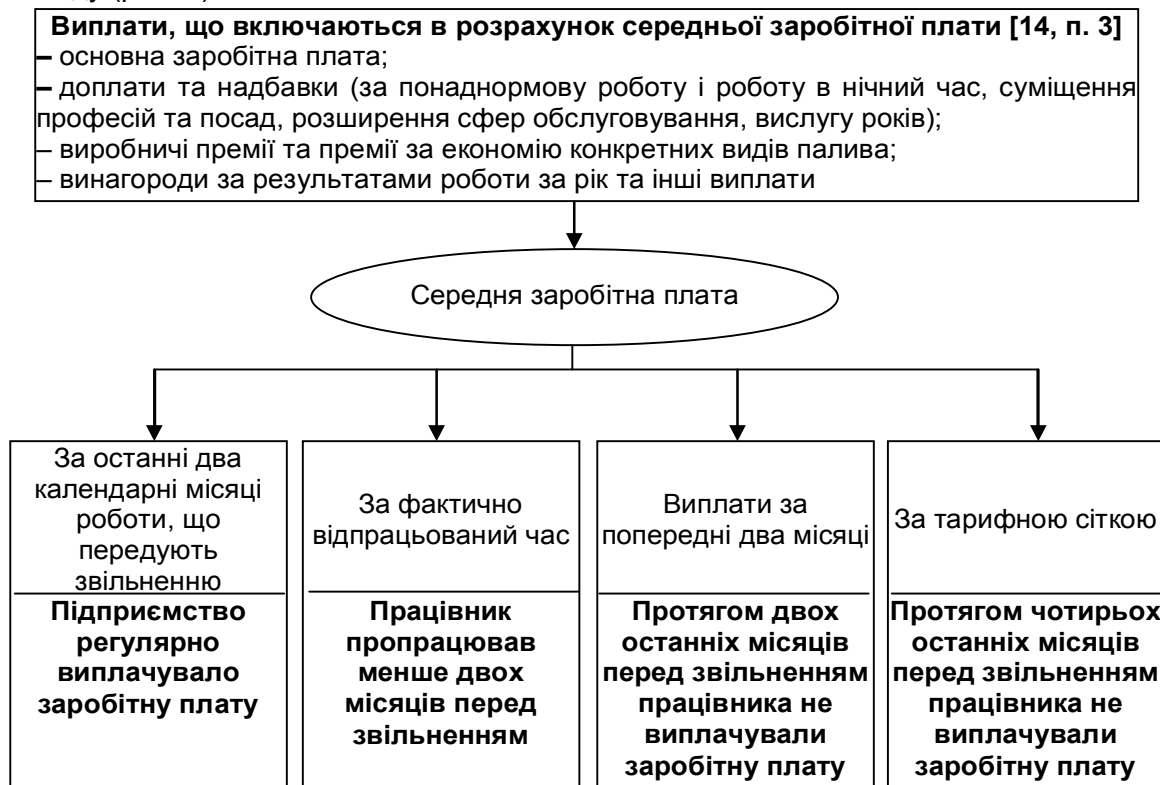 Виплати, що включаються в розрахунок середньої заробітної плати [14, п. 3]
– основна заробітна плата;
– доплати та надбавки (за понаднормову роботу і роботу в нічний час, суміщення
професій та посад, розширення сфер обслуговування, вислугу років);
– виробничі премії та премії за економію конкретних видів палива;
– винагороди за результатами роботи за рік та інші виплати
Середня заробітна плата
За останні два
календарні місяці
роботи, що
передують
звільненню
Підприємство
регулярно
виплачувало
заробітну плату
За фактично
відпрацьований час
Працівник
пропрацював
менше двох
місяців перед
звільненням
Виплати за
попередні два місяці
Протягом двох
останніх місяців
перед звільненням
працівника не
виплачували
заробітну плату
За тарифною сіткою
Протягом чотирьох
останніх місяців
перед звільненням
працівника не
виплачували
заробітну плату